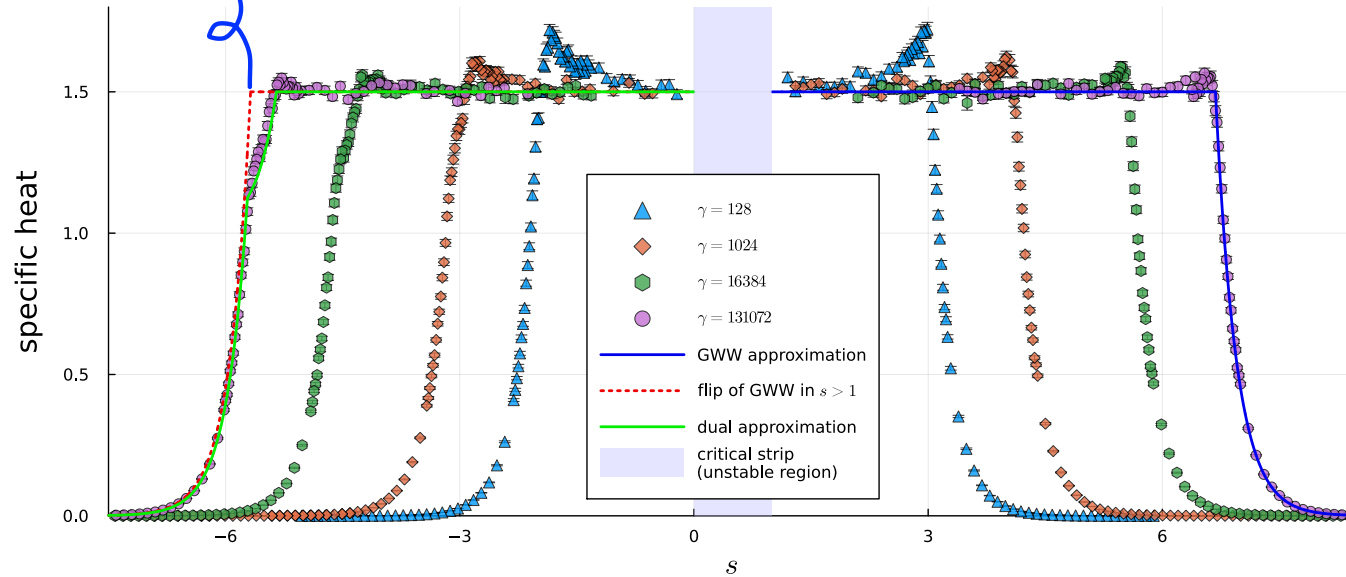 1.5
1.0
0.5
0.0
specific heat
γ = 128
γ = 1024
γ = 16384
γ = 131072
GWW approximation
flip of GWW in s > 1
dual approximation
critical strip
(unstable region)
−6 −3 0 3 6
s